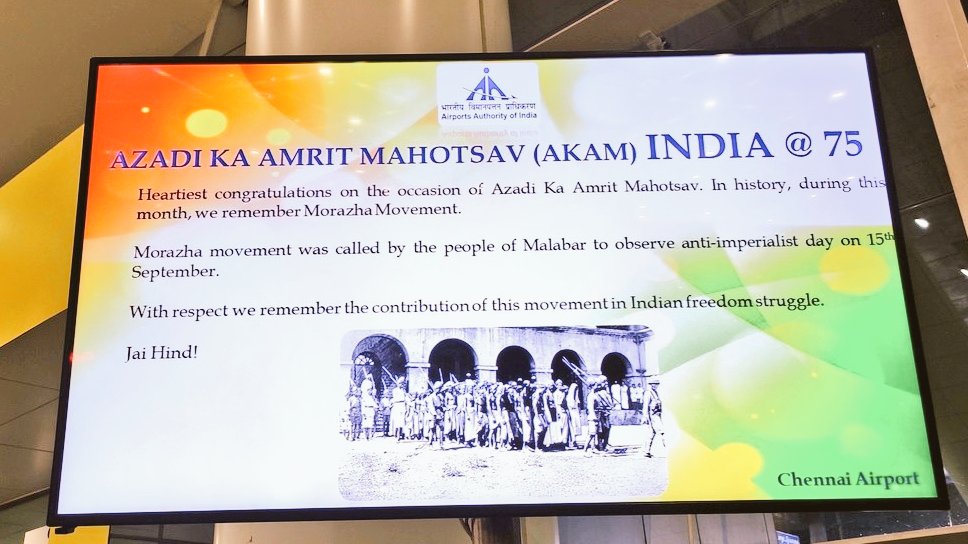 भारतीय विमानपत्तन प्राधिकरण
Airports Authority of India
AZADI KA AMRIT MAHOTSAV (AKAM) INDIA @ 75
Heartiest congratulations on the occasion of Azadi Ka Amrit Mahotsav. In history, during this
month, we remember Morazha Movement.
Morazha movement was called by the people of Malabar to observe anti-imperialist day on 15th
September.
With respect we remember the contribution of this movement in Indian freedom struggle.
Jai Hind!
Chennai Airport